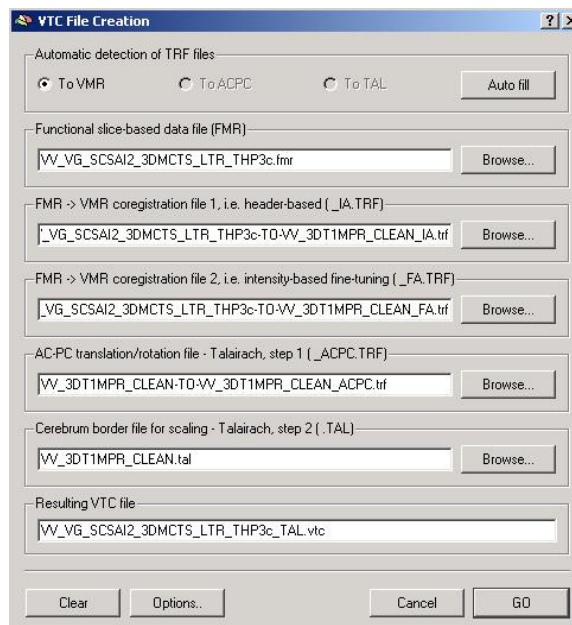 VTC File Creation
Automatic detection of TRF files
To VMR To ACPC To TAL Auto fill
Functional slice-based data file (FMR)
VV_VG_SCSAI2_3DMCTS_LTR_THP3c.fmr Browse...
FMR -> VMR coregistration file 1, i.e. header-based ( _IA.TRF)
'_VG_SCSAI2_3DMCTS_LTR_THP3c-TO-VV_3DT1MPR_CLEAN_IA.trf Browse...
FMR -> VMR coregistration file 2, i.e. intensity-based fine-tuning ( _FA.TRF)
_VG_SCSAI2_3DMCTS_LTR_THP3c-TO-VV_3DT1MPR_CLEAN_FA.trf Browse...
AC-PC translation/rotation file - Talairach, step 1 ( _ACPC.TRF)
VV_3DT1MPR_CLEAN-TO-VV_3DT1MPR_CLEAN_ACPC.trf Browse...
Cerebrum border file for scaling - Talairach, step 2 ( .TAL)
VV_3DT1MPR_CLEAN.tal Browse...
Resulting VTC file
VV_VG_SCSAI2_3DMCTS_LTR_THP3c_TAL.vtc
Clear Options.. Cancel GO